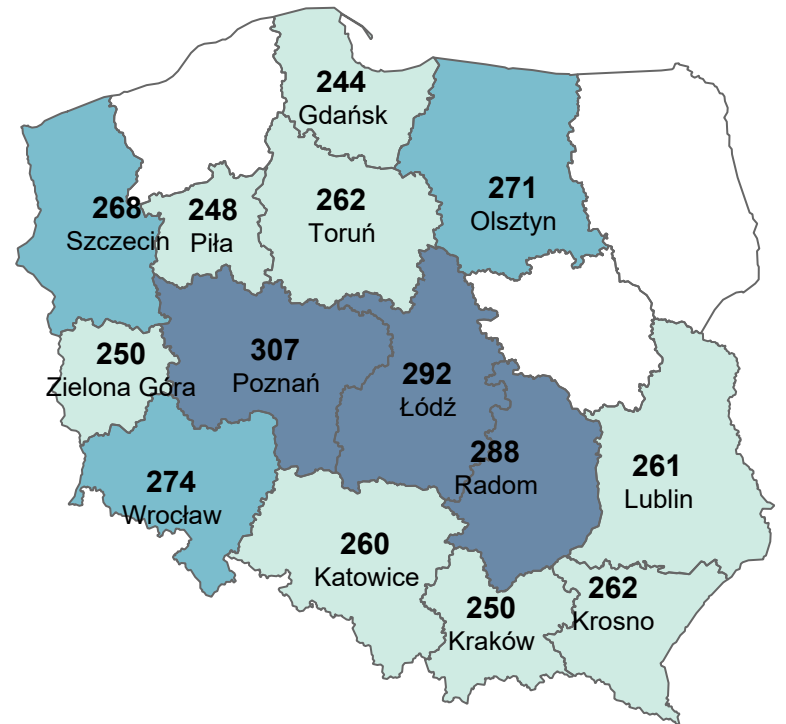 244
Gdańsk
268
Szczecin
248
Piła
262
Toruń
271
Olsztyn
250
Zielona Góra
307
Poznań
292
Łódź
288
Radom
261
Lublin
274
Wrocław
260
Katowice
250
Kraków
262
Krosno